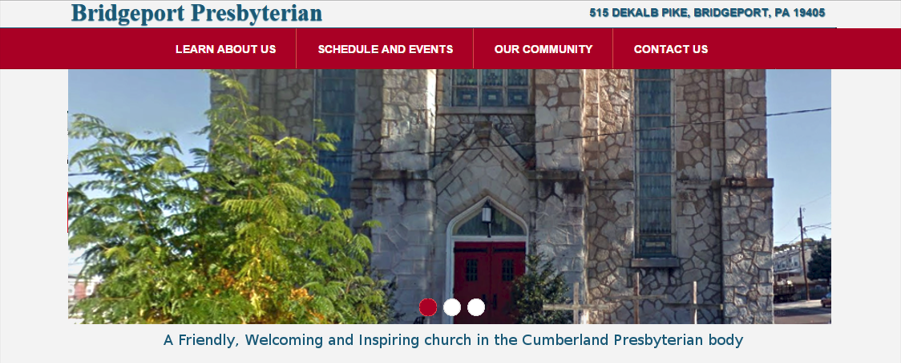 Bridgeport Presbyterian
515 DEKALB PIKE, BRIDGEPORT, PA 19405
LEARN ABOUT US SCHEDULE AND EVENTS OUR COMMUNITY CONTACT US
A Friendly, Welcoming and Inspiring church in the Cumberland Presbyterian body